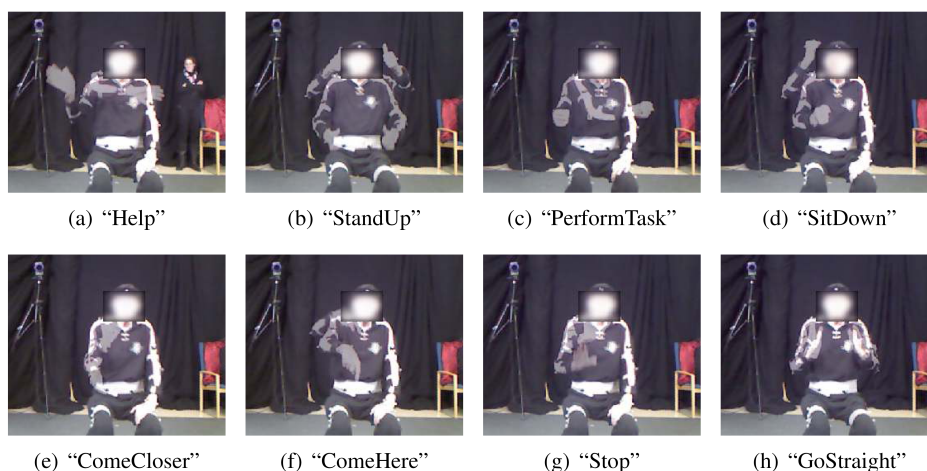 (a) “Help”
(b) “StandUp”
(c) “PerformTask”
(d) “SitDown”
(e) “ComeCloser”
(f) “ComeHere”
(g) “Stop”
(h) “GoStraight”